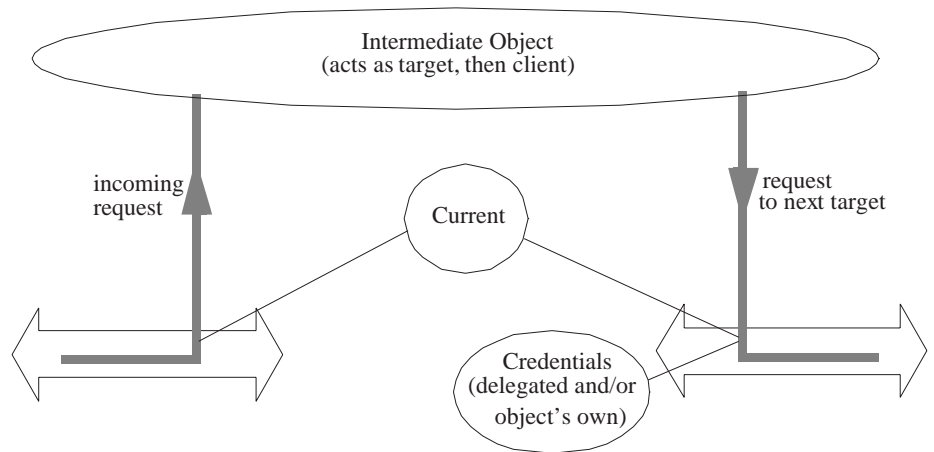 Intermediate Object
(acts as target, then client)
incoming
request
Current
request
to next target
Credentials
(delegated and/or
object's own)